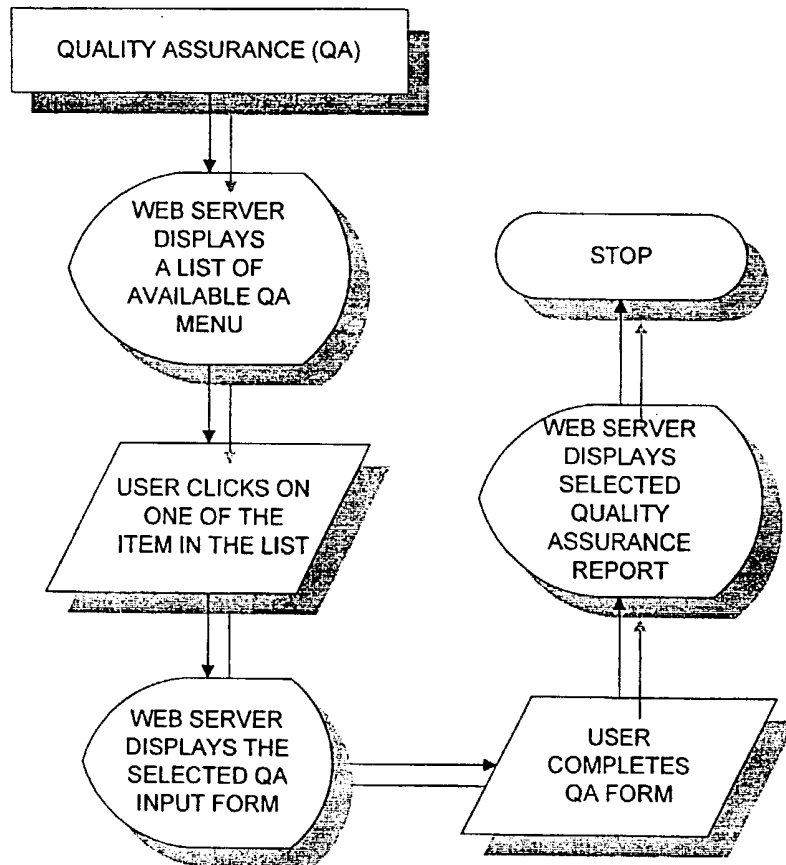 QUALITY ASSURANCE (QA)
WEB SERVER
DISPLAYS
A LIST OF
AVAILABLE QA
MENU
USER CLICKS ON
ONE OF THE
ITEM IN THE LIST
WEB SERVER
DISPLAYS THE
SELECTED QA
INPUT FORM
USER
COMPLETES
QA FORM
WEB SERVER
DISPLAYS
SELECTED
QUALITY
ASSURANCE
REPORT
STOP